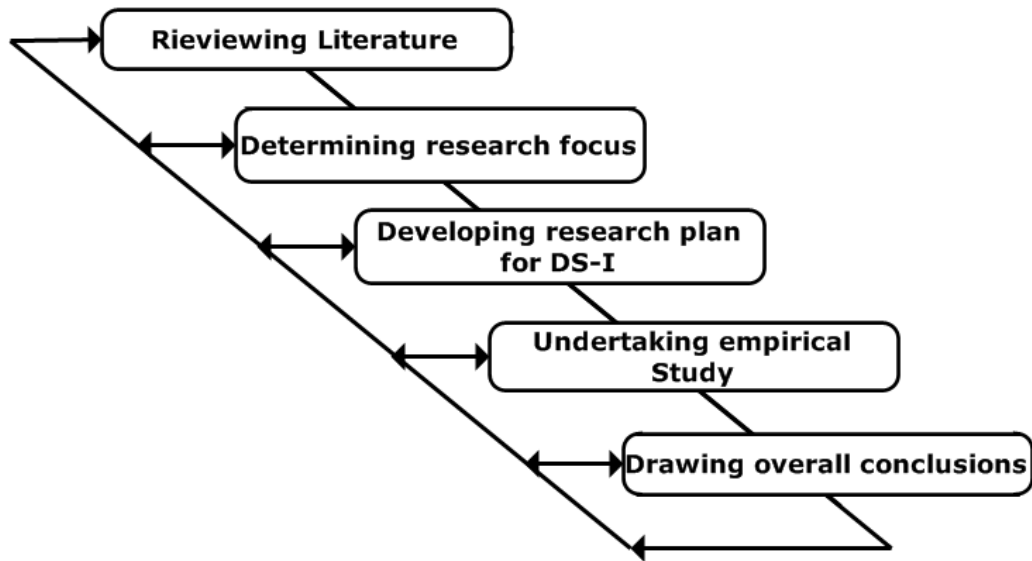 Rieviewing Literature
Determining research focus
Developing research plan
for DS-I
Undertaking empirical
Study
Drawing overall conclusions